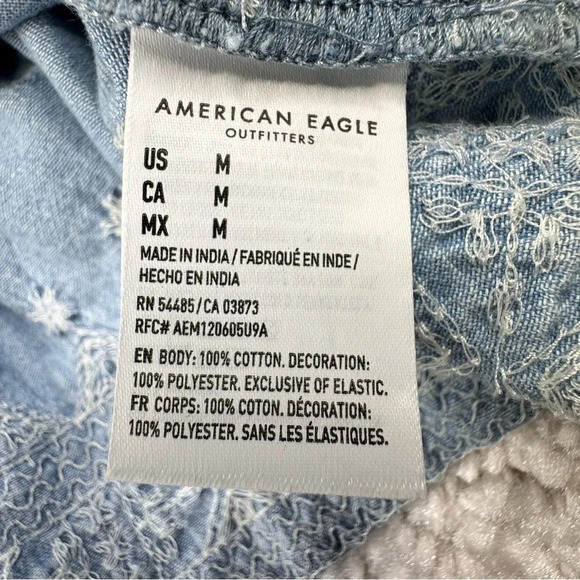 AMERICAN EAGLE
OUTFITTERS
US M
CA M
MX M
MADE IN INDIA / FABRIQUÉ EN INDE /
HECHO EN INDIA
RN 54485 / CA 03873
RFC# AEM120605U9A
EN BODY: 100% COTTON. DECORATION:
100% POLYESTER. EXCLUSIVE OF ELASTIC.
FR CORPS: 100% COTON. DÉCORATION:
100% POLYESTER. SANS LES ÉLASTIQUES.